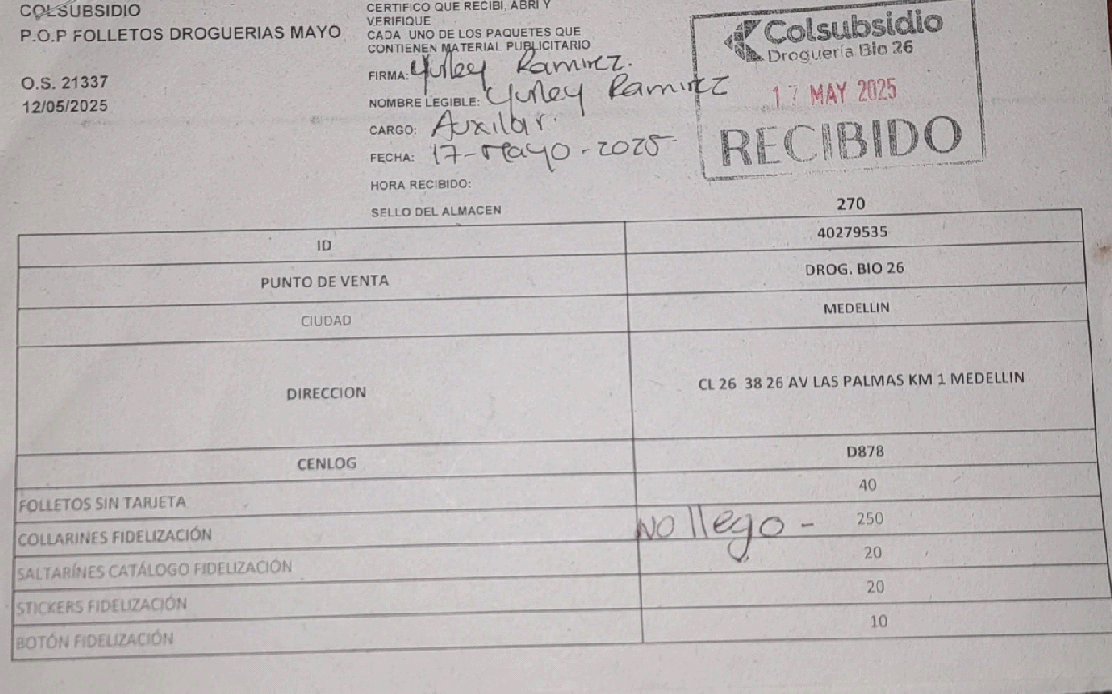 COLSUBSIDIO
P.O.P FOLLETOS DROGUERIAS MAYO
O.S. 21337
12/05/2025
CERTIFICO QUE RECIBI, ABRI Y
VERIFIQUE
CADA UNO DE LOS PAQUETES QUE
CONTIENEN MATERIAL PUBLICITARIO
FIRMA: Yurley Ramirez.
NOMBRE LEGIBLE: Yurley Ramirez
CARGO: Auxiliar.
FECHA: 17-Mayo-2025
HORA RECIBIDO:
SELLO DEL ALMACEN
Colsubsidio
Droguería Bio 26
17 MAY 2025
RECIBIDO
270
ID 40279535
PUNTO DE VENTA DROG. BIO 26
CIUDAD MEDELLIN
DIRECCION CL 26 38 26 AV LAS PALMAS KM 1 MEDELLIN
CENLOG D878
FOLLETOS SIN TARJETA 40
COLLARINES FIDELIZACIÓN No llego - 250
SALTARÍNES CATÁLOGO FIDELIZACIÓN 20
STICKERS FIDELIZACIÓN 20
BOTÓN FIDELIZACIÓN 10